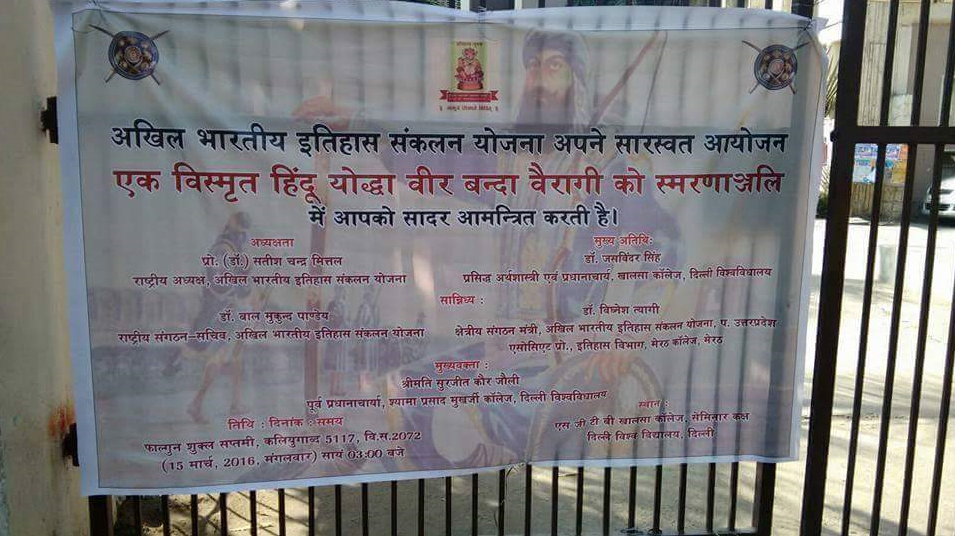 अखिल भारतीय इतिहास संकलन योजना अपने सारस्वत आयोजन
एक विस्मृत हिंदू योद्धा वीर बन्दा वैरागी को स्मरणाञ्जलि
में आपको सादर आमन्त्रित करती है।
अध्यक्षता
प्रो. (डॉ.) सतीश चन्द्र मित्तल
राष्ट्रीय अध्यक्ष, अखिल भारतीय इतिहास संकलन योजना
मुख्य अतिथि:
डॉ. जसविंदर सिंह
प्रसिद्ध अर्थशास्त्री एवं प्रधानाचार्य, खालसा कॉलेज, दिल्ली विश्वविद्यालय
सान्निध्य :
डॉ. बाल मुकुन्द पाण्डेय
राष्ट्रीय संगठन-सचिव, अखिल भारतीय इतिहास संकलन योजना
डॉ. विघ्नेश त्यागी
क्षेत्रीय संगठन मंत्री, अखिल भारतीय इतिहास संकलन योजना, प. उत्तरप्रदेश
एसोसिएट प्रो., इतिहास विभाग, मेरठ कॉलेज, मेरठ
मुख्यवक्ता :
श्रीमति सुरजीत कौर जौली
पूर्व प्रधानाचार्या, श्यामा प्रसाद मुखर्जी कॉलेज, दिल्ली विश्वविद्यालय
तिथि : दिनांक : समय
फाल्गुन शुक्ल सप्तमी, कलियुगाब्द 5117, वि.स.2072
(15 मार्च, 2016, मंगलवार) सायं 03:00 बजे
स्थान :
एस जी टी बी खालसा कॉलेज, सेमिनार कक्ष
दिल्ली विश्व विद्यालय, दिल्ली